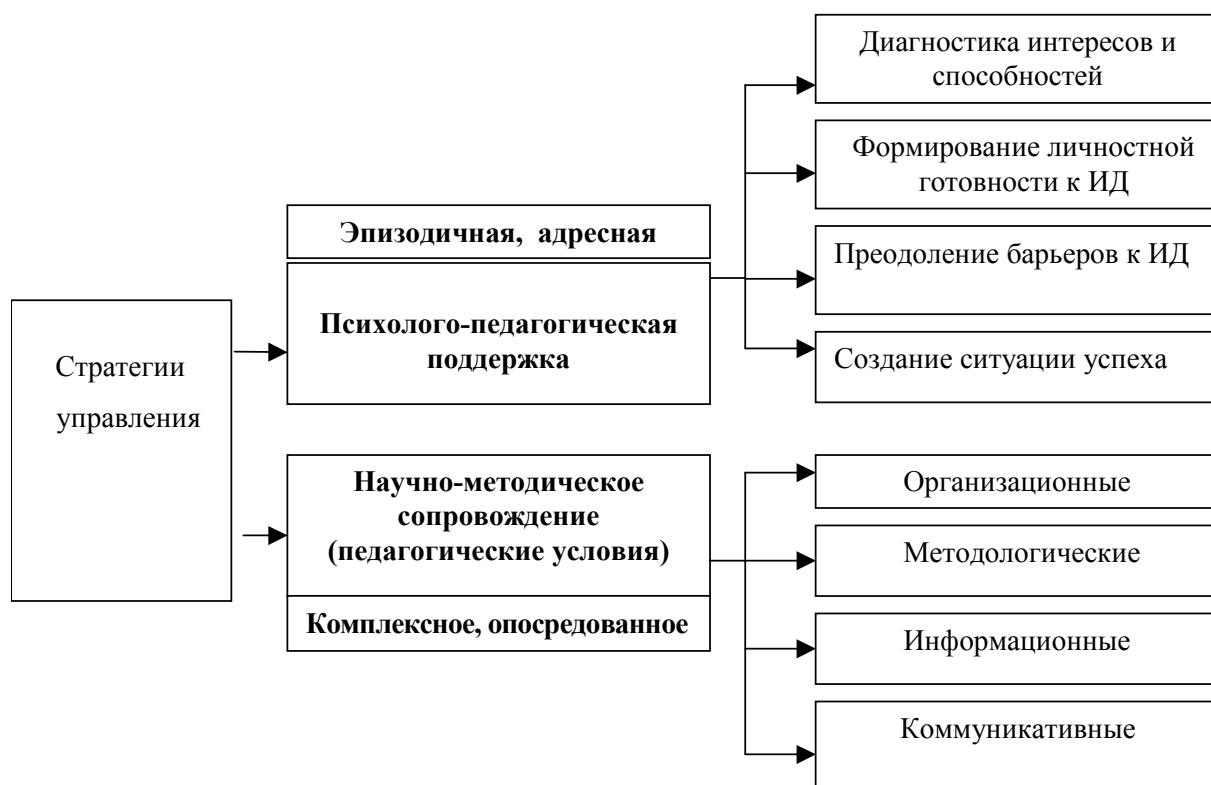 Стратегии
управления
Эпизодичная, адресная
Психолого-педагогическая
поддержка
Научно-методическое
сопровождение
(педагогические условия)
Комплексное, опосредованное
Диагностика интересов и
способностей
Формирование личностной
готовности к ИД
Преодоление барьеров к ИД
Создание ситуации успеха
Организационные
Методологические
Информационные
Коммуникативные